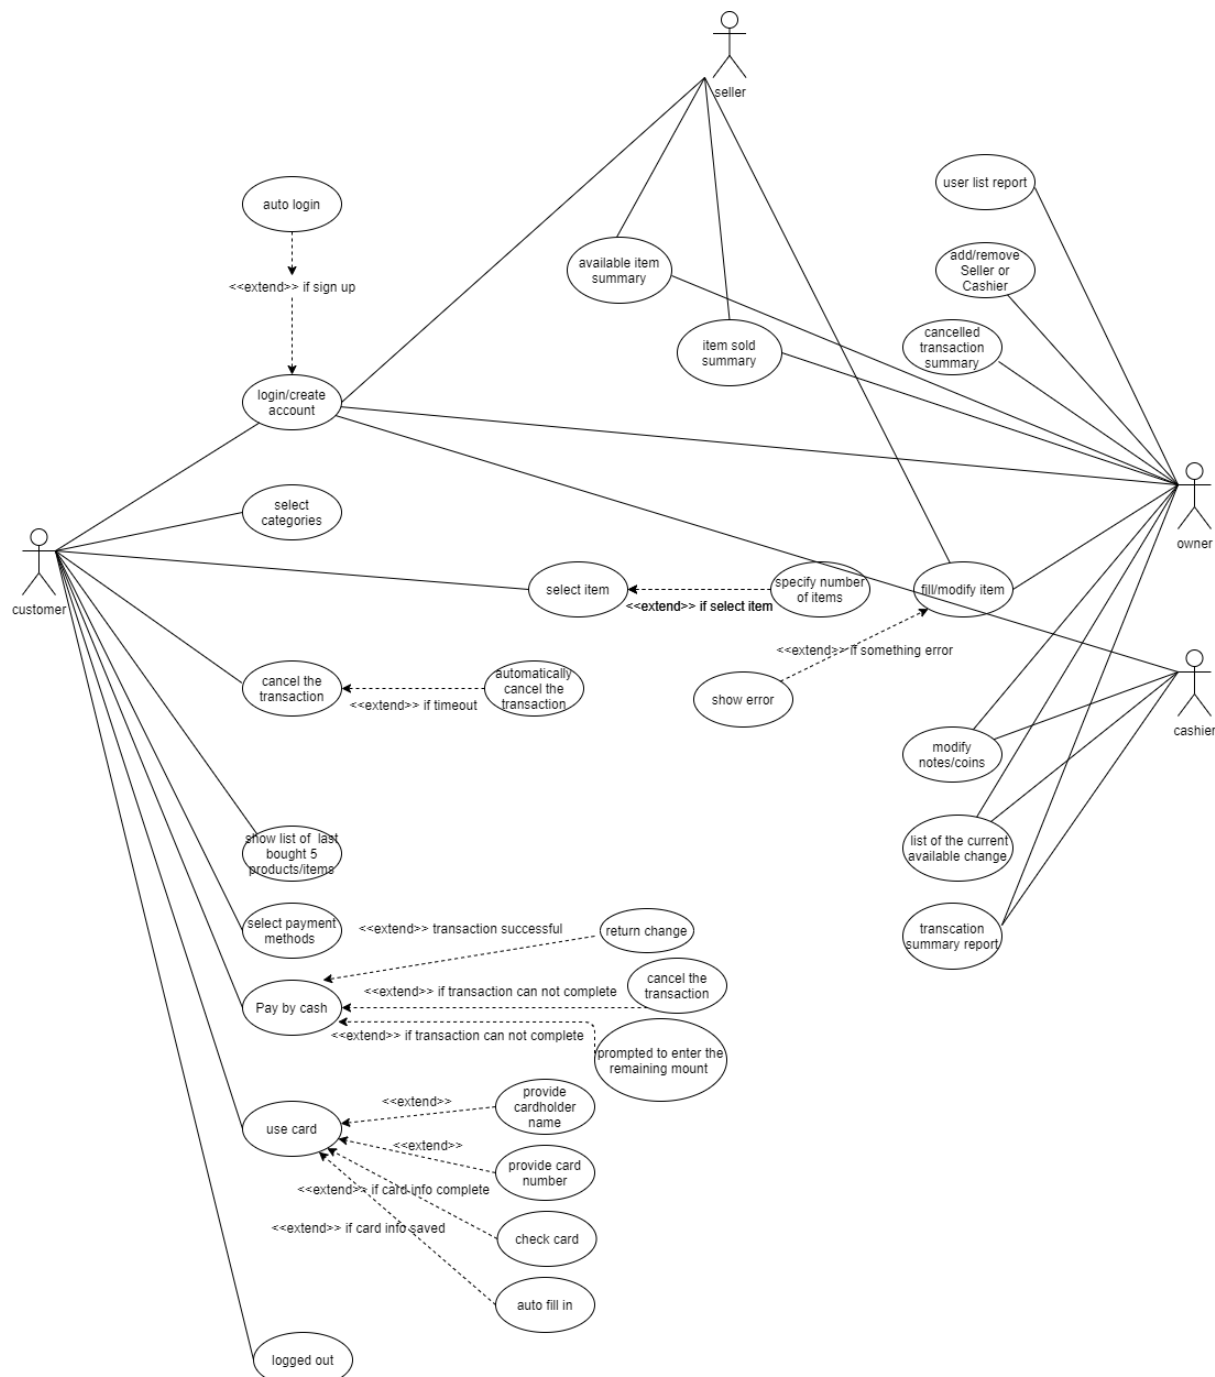 seller
user list report
auto login
add/remove
Seller or
Cashier
available item
summary
<<extend>> if sign up
cancelled
transaction
summary
item sold
summary
login/create
account
select
categories
owner
customer
select item
specify number
of items
fill/modify item
<<extend>> if select item
<<extend>> if something error
cancel the
transaction
automatically
cancel the
transaction
<<extend>> if timeout
show error
cashier
modify
notes/coins
show list of last
bought 5
products/items
list of the current
available change
select payment
methods
<<extend>> transaction successful
return change
transcation
summary report
cancel the
transaction
<<extend>> if transaction can not complete
Pay by cash
<<extend>> if transaction can not complete
prompted to enter the
remaining mount
provide
cardholder
name
<<extend>>
use card
<<extend>>
provide card
number
<<extend>> if card info complete
<<extend>> if card info saved
check card
auto fill in
logged out